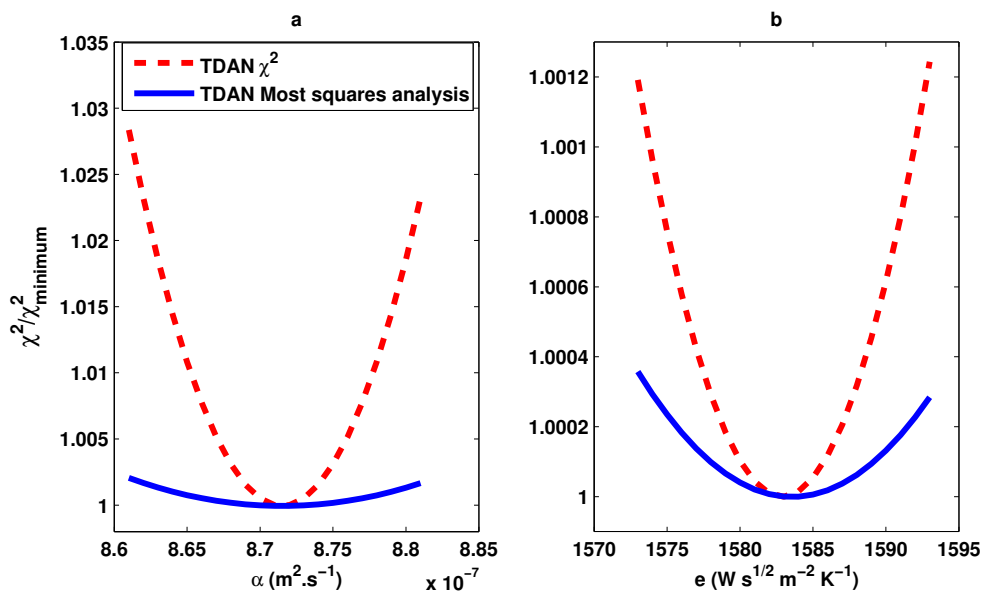 a
1.035
1.03
1.025
1.02
1.015
1.01
1.005
1
χ²/χ²minimum
TDAN χ²
TDAN Most squares analysis
8.6 8.65 8.7 8.75 8.8 8.85
α (m².s⁻¹)
x 10⁻⁷
b
1.0012
1.001
1.0008
1.0006
1.0004
1.0002
1
1570 1575 1580 1585 1590 1595
e (W s¹/² m⁻² K⁻¹)